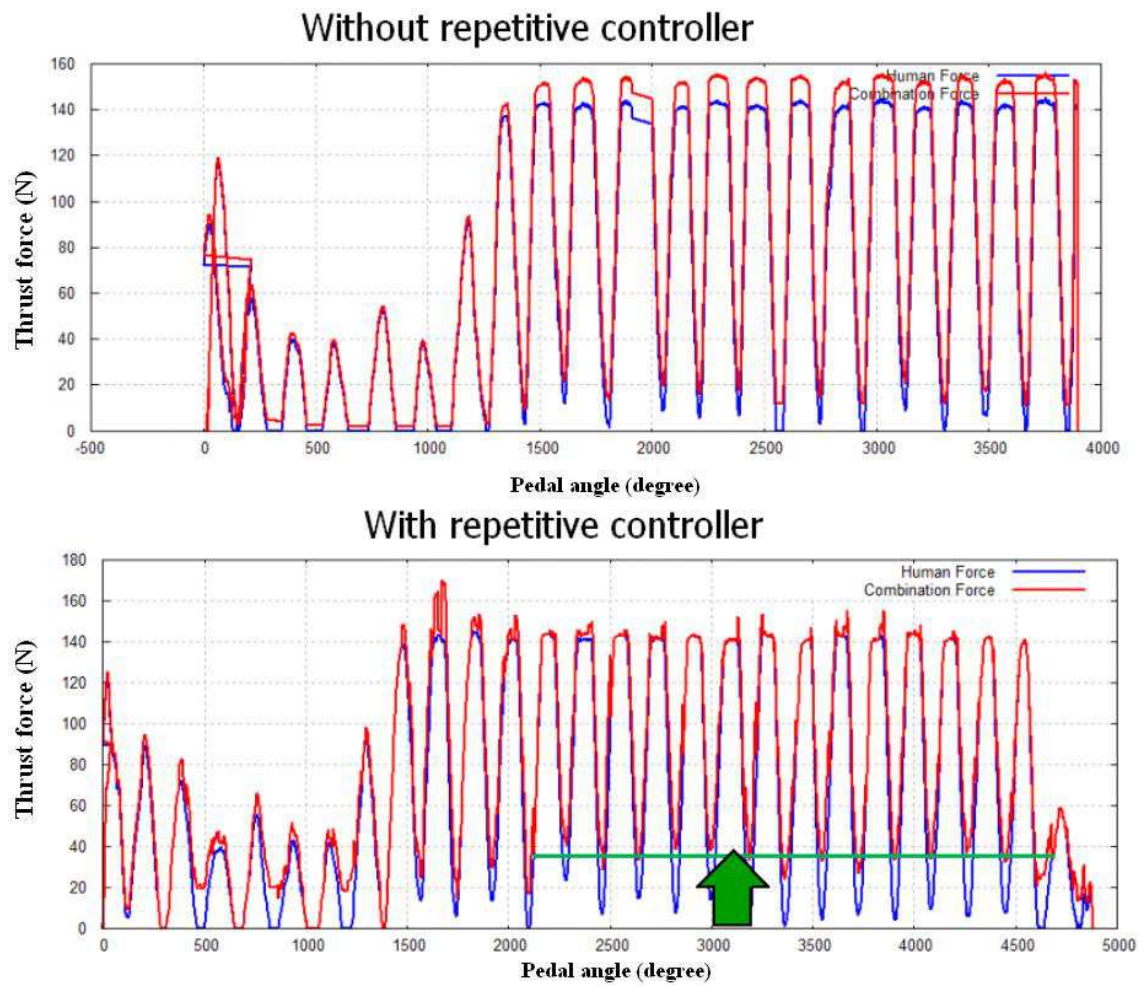 Without repetitive controller
160
140
120
100
80
60
40
20
0
Thrust force (N)
Human Force
Combination Force
-500 0 500 1000 1500 2000 2500 3000 3500 4000
Pedal angle (degree)
With repetitive controller
180
160
140
120
100
80
60
40
20
0
Thrust force (N)
Human Force
Combination Force
0 500 1000 1500 2000 2500 3000 3500 4000 4500 5000
Pedal angle (degree)